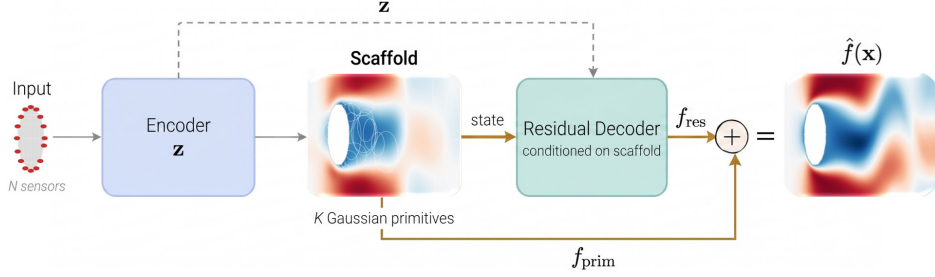 z
Input
N sensors
Encoder
z
Scaffold
K Gaussian primitives
state
Residual Decoder
conditioned on scaffold
f_res
+
=
f̂(x)
f_prim